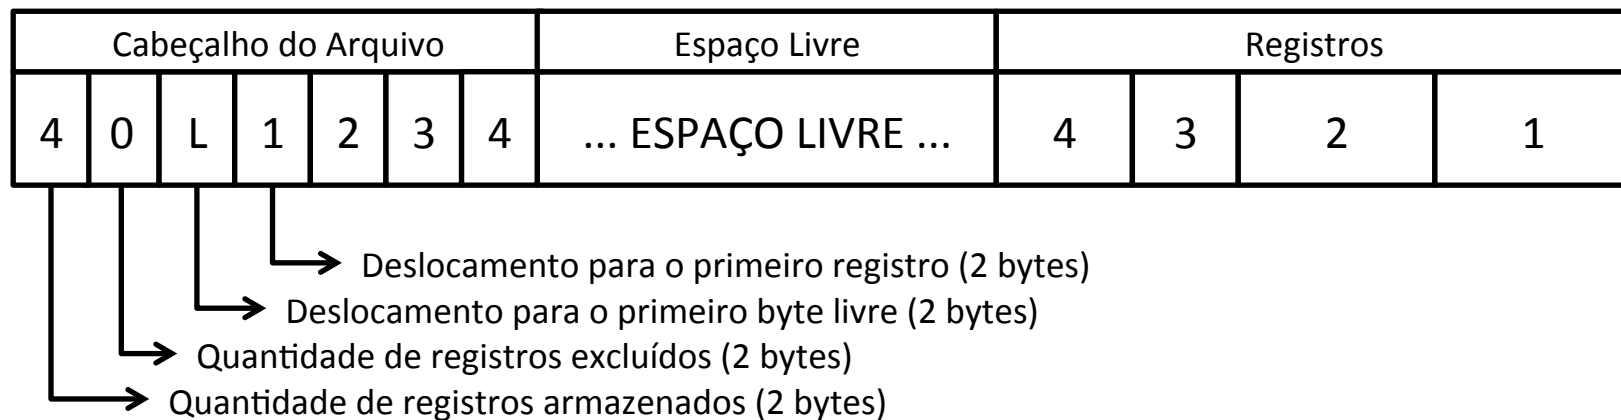 Cabeçalho do Arquivo Espaço Livre Registros
4 0 L 1 2 3 4 ... ESPAÇO LIVRE ... 4 3 2 1
Deslocamento para o primeiro registro (2 bytes)
Deslocamento para o primeiro byte livre (2 bytes)
Quantidade de registros excluídos (2 bytes)
Quantidade de registros armazenados (2 bytes)